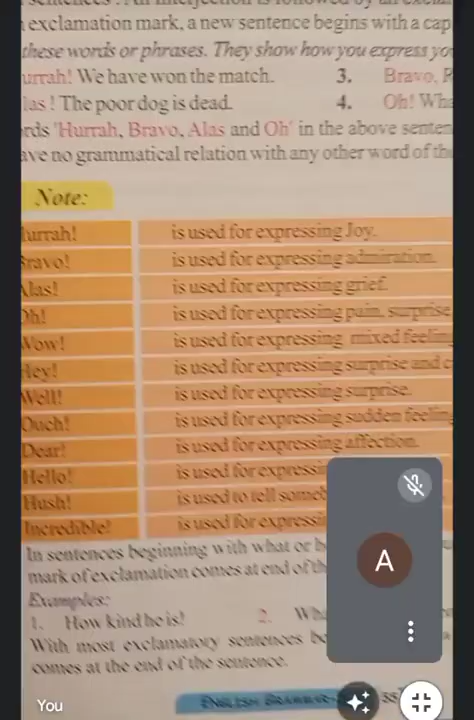 exclamation mark, a new sentence begins with a cap
these words or phrases. They show how you express yo
urrah! We have won the match. 3. Bravo,
las ! The poor dog is dead. 4. Oh! Wha
rds 'Hurrah, Bravo, Alas and Oh' in the above senten
ave no grammatical relation with any other word of th
Note:
urrah! is used for expressing Joy.
ravo! is used for expressing admiration.
las! is used for expressing grief.
Oh! is used for expressing pain, surprise
Wow! is used for expressing mixed feeling
Hey! is used for expressing surprise and
Well! is used for expressing surprise.
Ouch! is used for expressing sudden feeling
Dear! is used for expressing affection.
Hello! is used for expressin
Hush! is used to tell someb
Incredible! is used for expressi
In sentences beginning with what or h
mark of exclamation comes at end of th
Examples:
1. How kind he is! 2. Wh
With most exclamatory sentences
comes at the end of the sentence.
ENGLISH GRAMMAR
A
You